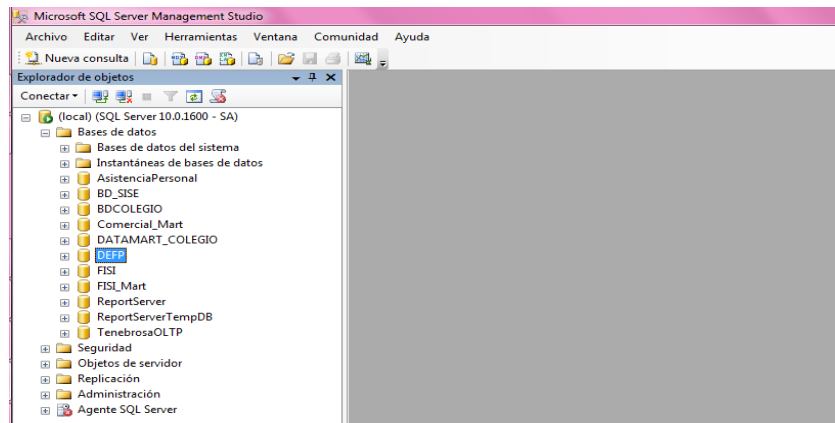 Microsoft SQL Server Management Studio
Archivo Editar Ver Herramientas Ventana Comunidad Ayuda
Nueva consulta
Explorador de objetos
Conectar
(local) (SQL Server 10.0.1600 - SA)
Bases de datos
Bases de datos del sistema
Instantáneas de bases de datos
AsistenciaPersonal
BD_SISE
BDCOLEGIO
Comercial_Mart
DATAMART_COLEGIO
DEFP
FISI
FISI_Mart
ReportServer
ReportServerTempDB
TenebrosaOLTP
Seguridad
Objetos de servidor
Replicación
Administración
Agente SQL Server